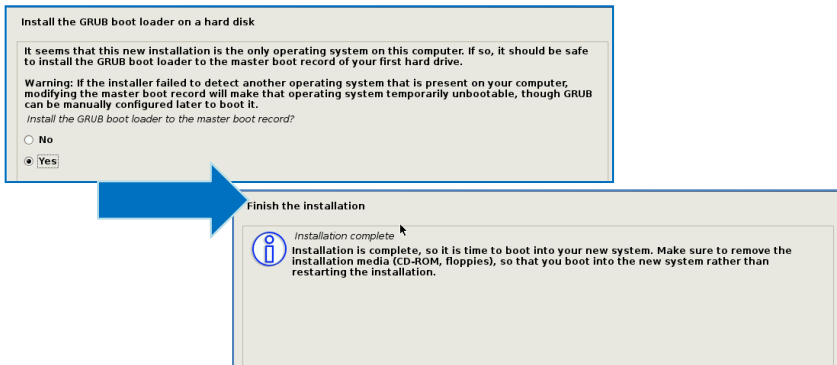 Install the GRUB boot loader on a hard disk
It seems that this new installation is the only operating system on this computer. If so, it should be safe
to install the GRUB boot loader to the master boot record of your first hard drive.
Warning: If the installer failed to detect another operating system that is present on your computer,
modifying the master boot record will make that operating system temporarily unbootable, though GRUB
can be manually configured later to boot it.
Install the GRUB boot loader to the master boot record?
No
Yes
Finish the installation
Installation complete
Installation is complete, so it is time to boot into your new system. Make sure to remove the
installation media (CD-ROM, floppies), so that you boot into the new system rather than
restarting the installation.